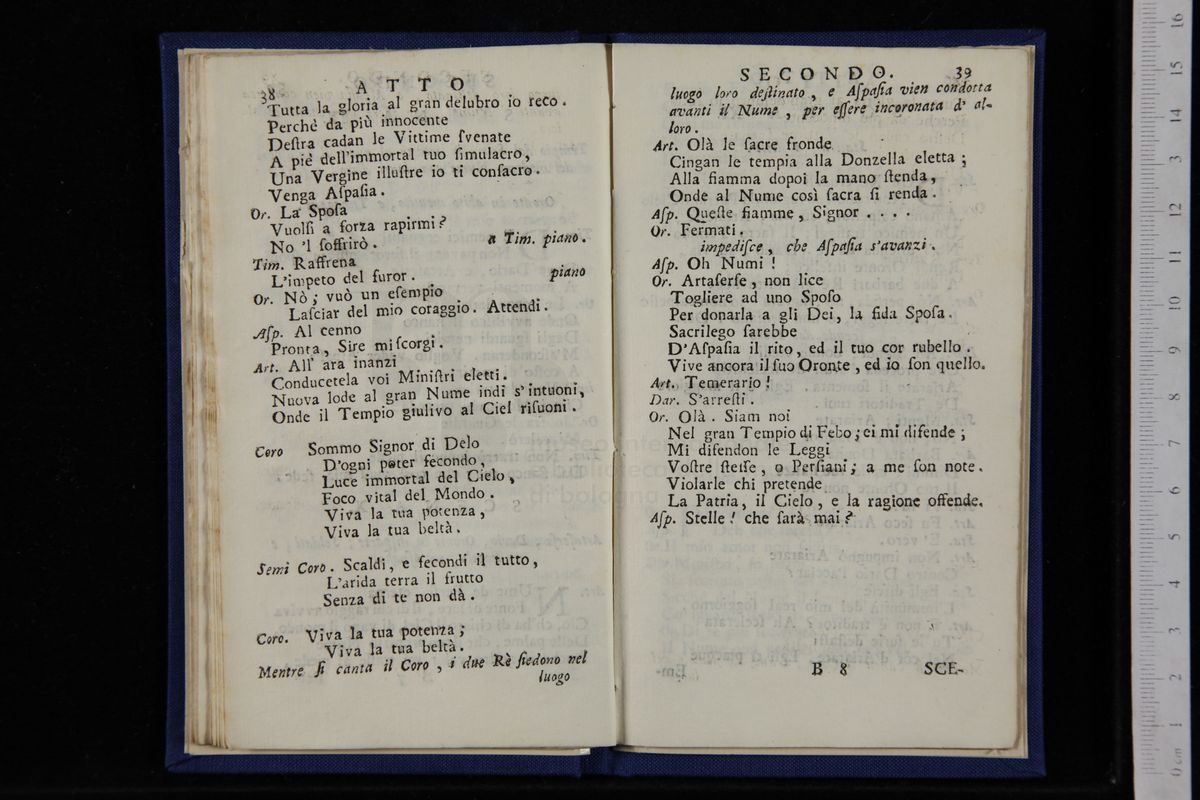 38 ATTO
Tutta la gloria al gran delubro io reco.
Perchè da più innocente
Deſtra cadan le Vittime ſvenate
A piè dell'immortal tuo ſimulacro,
Una Vergine illuſtre io ti conſacro.
Venga Aſpaſia.
Or. La Spoſa
Vuolſi a forza rapirmi?
No 'l ſoffrirò. a Tim. piano.
Tim. Raffrena
L'impeto del furor. piano
Or. Nò; vuò un eſempio
Laſciar del mio coraggio. Attendi.
Aſp. Al cenno
Pronta, Sire mi ſcorgi.
Art. All' ara inanzi
Conducetela voi Miniſtri eletti.
Nuova lode al gran Nume indi s'intuoni,
Onde il Tempio giulivo al Ciel riſuoni.
Coro Sommo Signor di Delo
D'ogni poter fecondo,
Luce immortal del Cielo,
Foco vital del Mondo.
Viva la tua potenza,
Viva la tua beltà.
Semi Coro. Scaldi, e fecondi il tutto,
L'arida terra il frutto
Senza di te non dà.
Coro. Viva la tua potenza;
Viva la tua beltà.
Mentre ſi canta il Coro, i due Rè ſiedono nel
luogo
SECONDO. 39
luogo loro deſtinato, e Aſpaſia vien condotta
avanti il Nume, per eſſere incoronata d' al-
loro.
Art. Olà le ſacre fronde
Cingan le tempia alla Donzella eletta;
Alla fiamma dopoi la mano ſtenda,
Onde al Nume così ſacra ſi renda.
Aſp. Queſte fiamme, Signor....
Or. Fermati.
impediſce, che Aſpaſia s'avanzi.
Aſp. Oh Numi!
Or. Artaſerſe, non lice
Togliere ad uno Spoſo
Per donarla a gli Dei, la fida Spoſa.
Sacrilego ſarebbe
D'Aſpaſia il rito, ed il tuo cor rubello.
Vive ancora il ſuo Oronte, ed io ſon quello.
Art. Temerario!
Dar. S'arreſti.
Or. Olà. Siam noi
Nel gran Tempio di Febo; ei mi difende;
Mi difendon le Leggi
Voſtre ſteſſe, o Perſiani; a me ſon note.
Violarle chi pretende
La Patria, il Cielo, e la ragione offende.
Aſp. Stelle! che ſarà mai?
B 8 SCE-